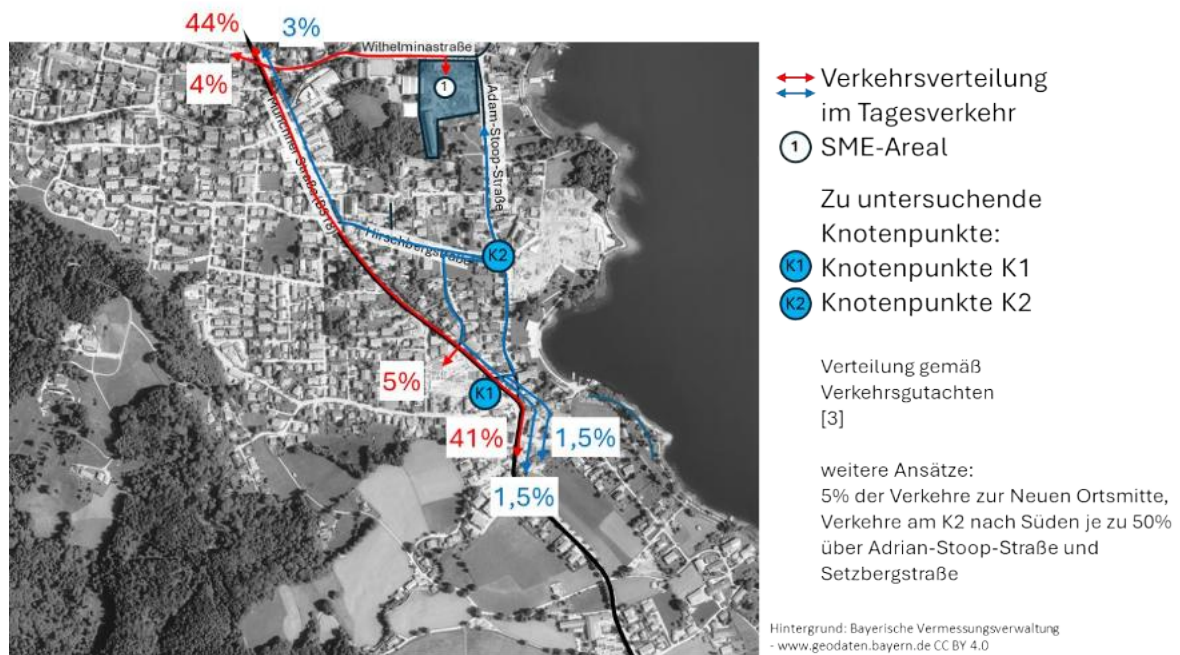 44%
3%
Wilhelminastraße
4%
1
Adam-Stoop-Straße
Münchner Straße (B318)
Hirschbergstraße
K2
5%
K1
41%
1,5%
1,5%
Verkehrsverteilung
im Tagesverkehr
1 SME-Areal
Zu untersuchende
Knotenpunkte:
K1 Knotenpunkte K1
K2 Knotenpunkte K2
Verteilung gemäß
Verkehrsgutachten
[3]
weitere Ansätze:
5% der Verkehre zur Neuen Ortsmitte,
Verkehre am K2 nach Süden je zu 50%
über Adrian-Stoop-Straße und
Setzbergstraße
Hintergrund: Bayerische Vermessungsverwaltung
- www.geodaten.bayern.de CC BY 4.0